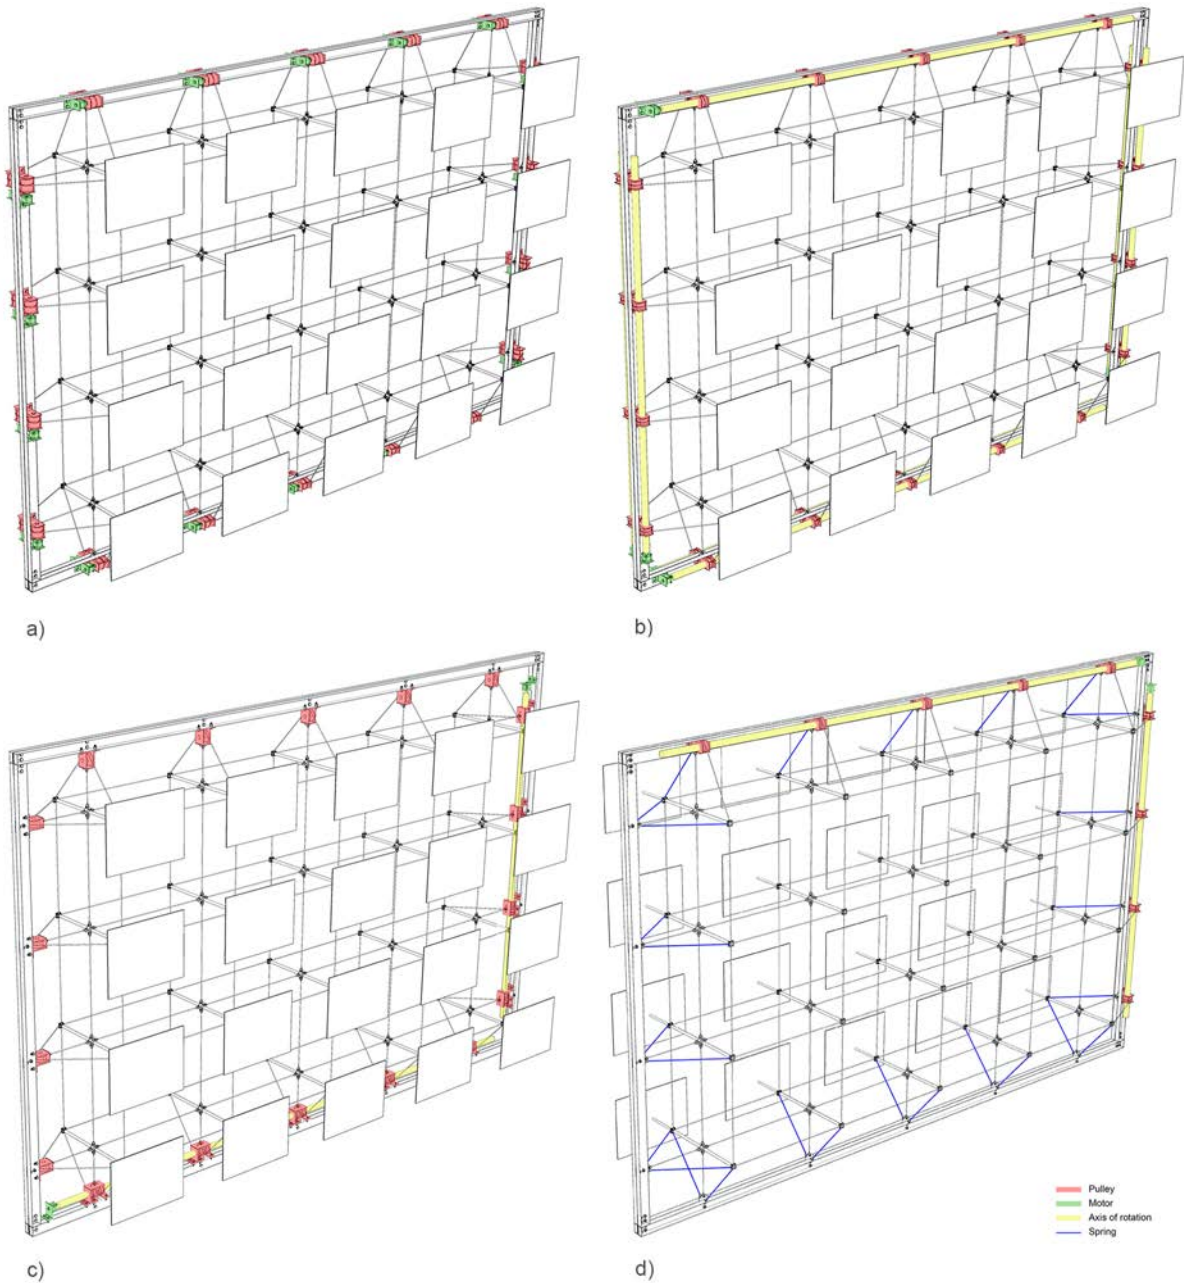 a)
b)
c)
d)
Pulley
Motor
Axis of rotation
Spring